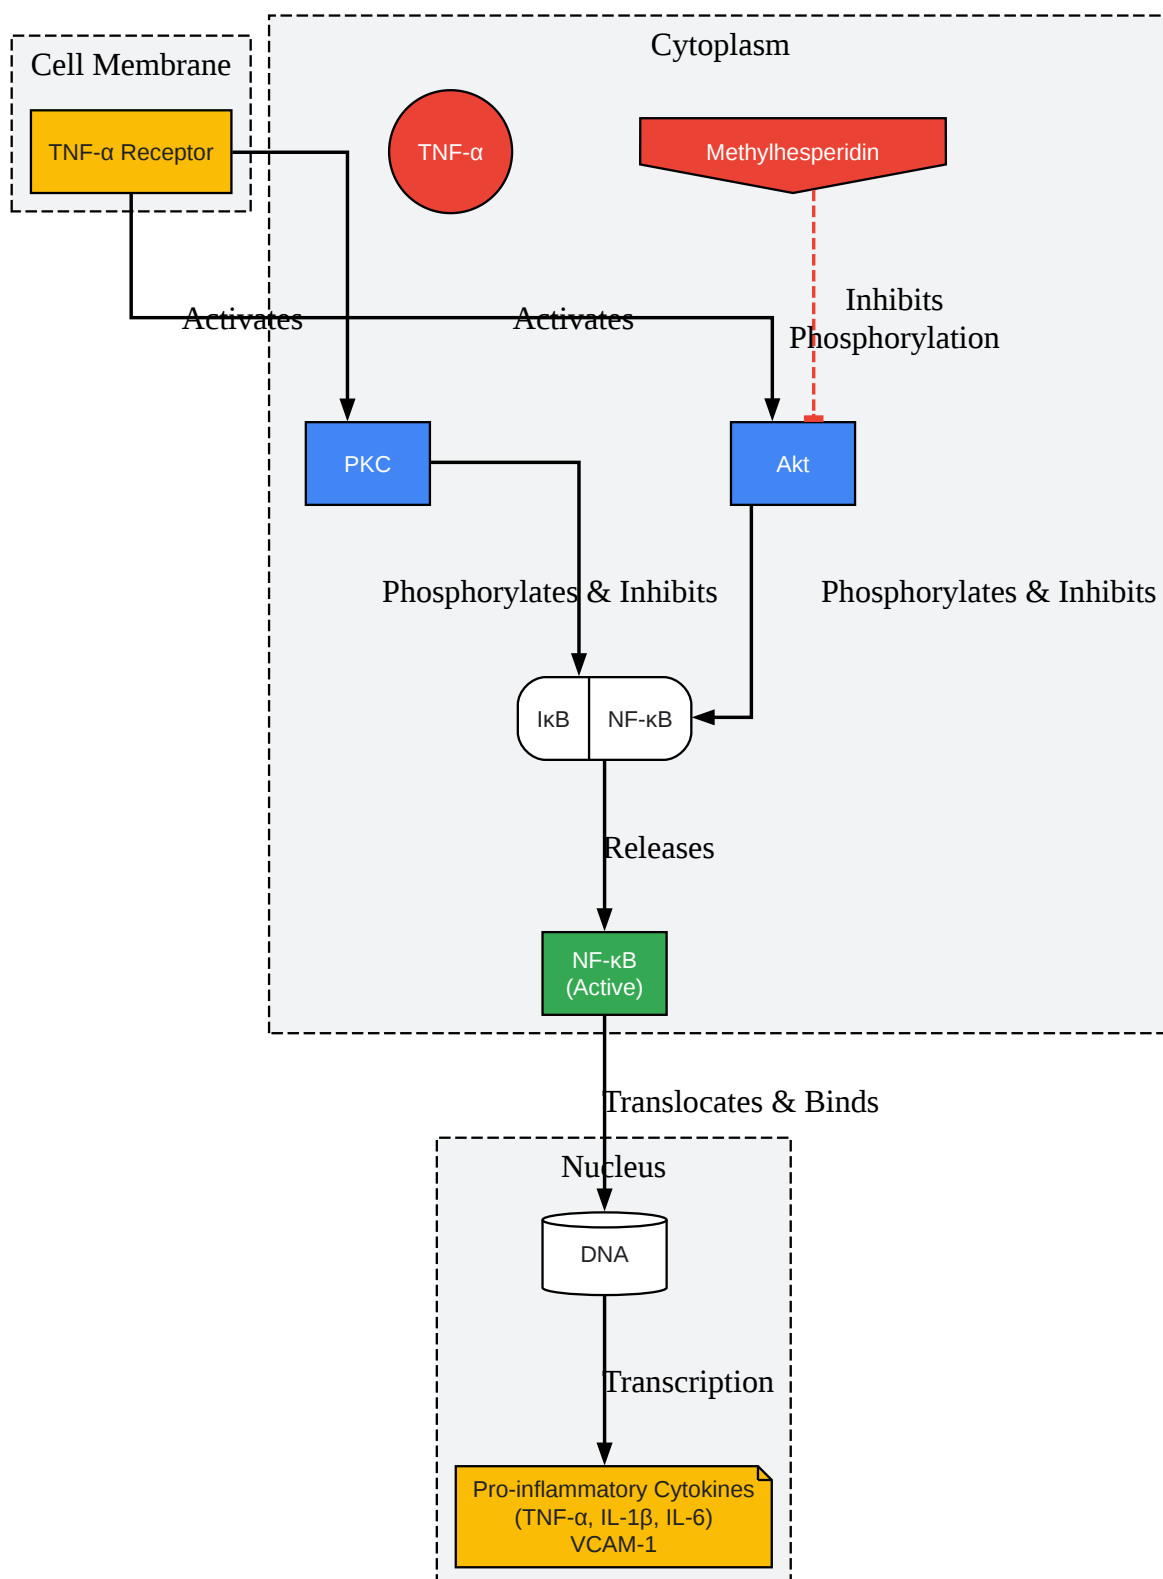 Cytoplasm
Cell Membrane
TNF-α Receptor
TNF-α
Methylhesperidin
Activates
Activates
Inhibits
Phosphorylation
PKC
Akt
Phosphorylates & Inhibits
Phosphorylates & Inhibits
IκB
NF-κB
Releases
NF-κB
(Active)
Translocates & Binds
Nucleus
DNA
Transcription
Pro-inflammatory Cytokines
(TNF-α, IL-1β, IL-6)
VCAM-1